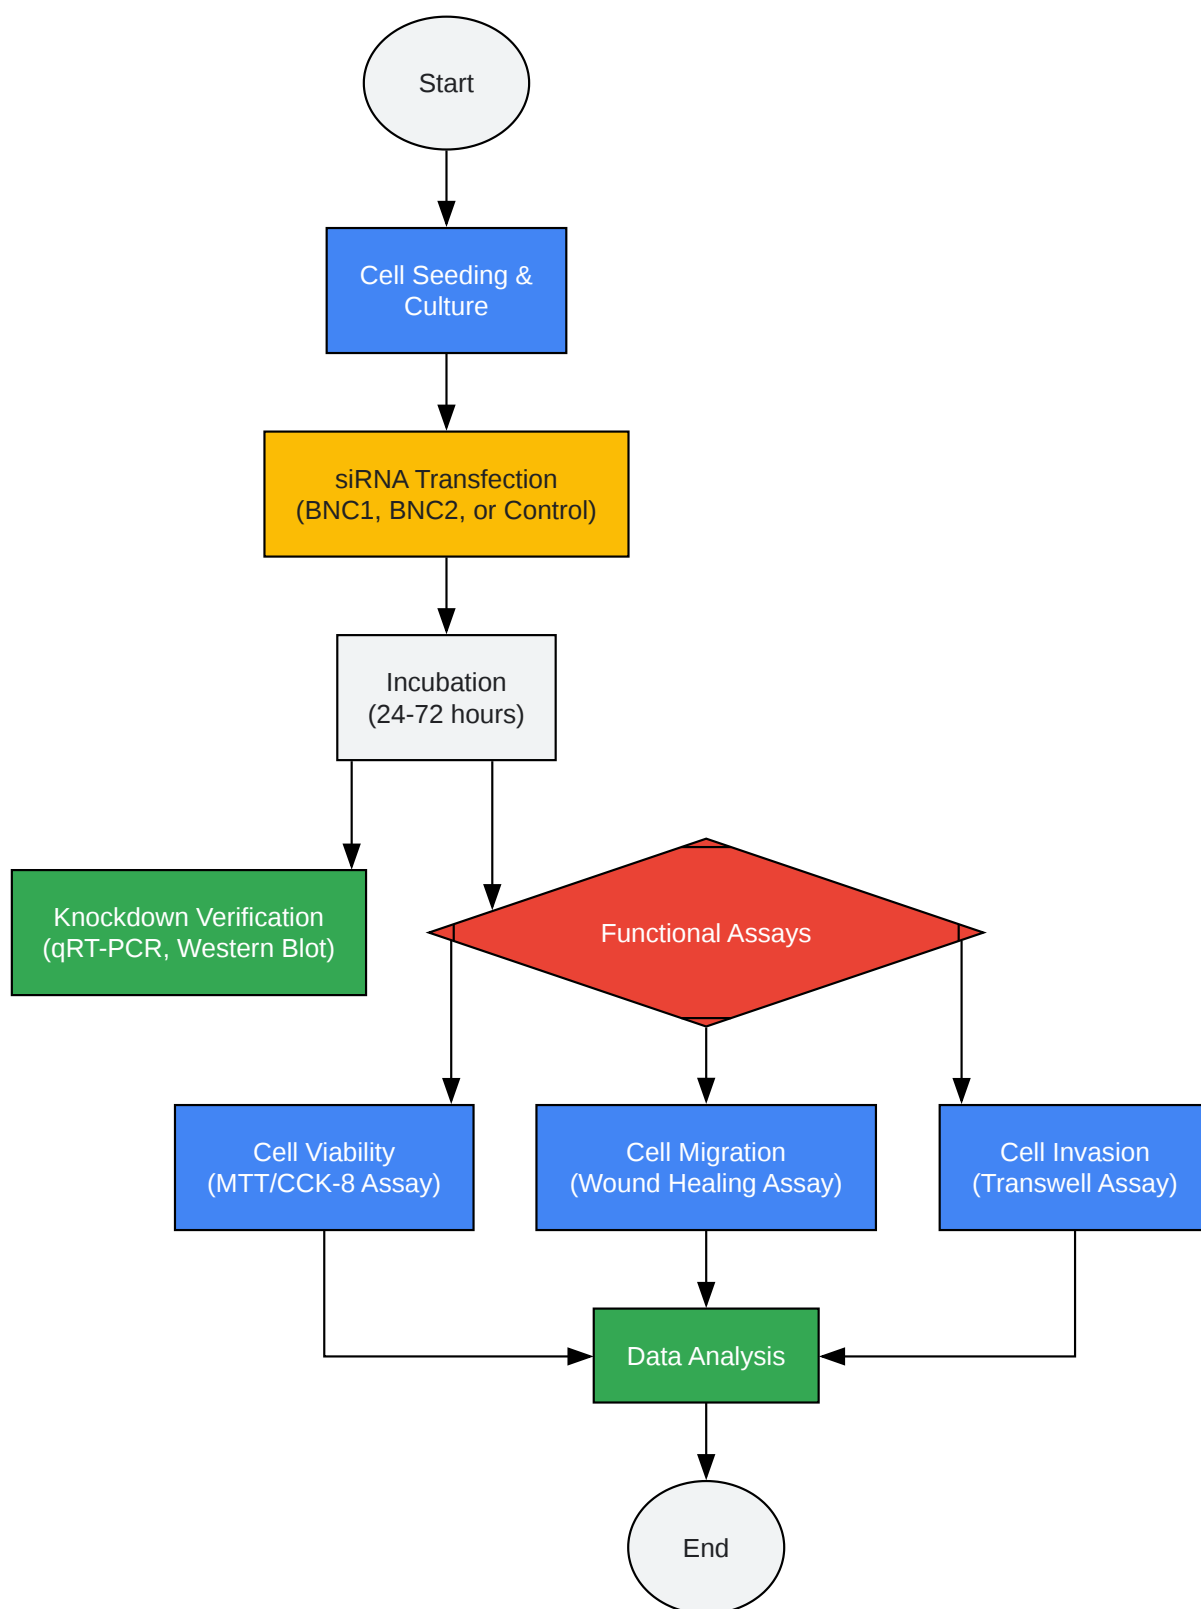 Start
Cell Seeding &
Culture
siRNA Transfection
(BNC1, BNC2, or Control)
Incubation
(24-72 hours)
Knockdown Verification
(qRT-PCR, Western Blot)
Functional Assays
Cell Viability
(MTT/CCK-8 Assay)
Cell Migration
(Wound Healing Assay)
Cell Invasion
(Transwell Assay)
Data Analysis
End